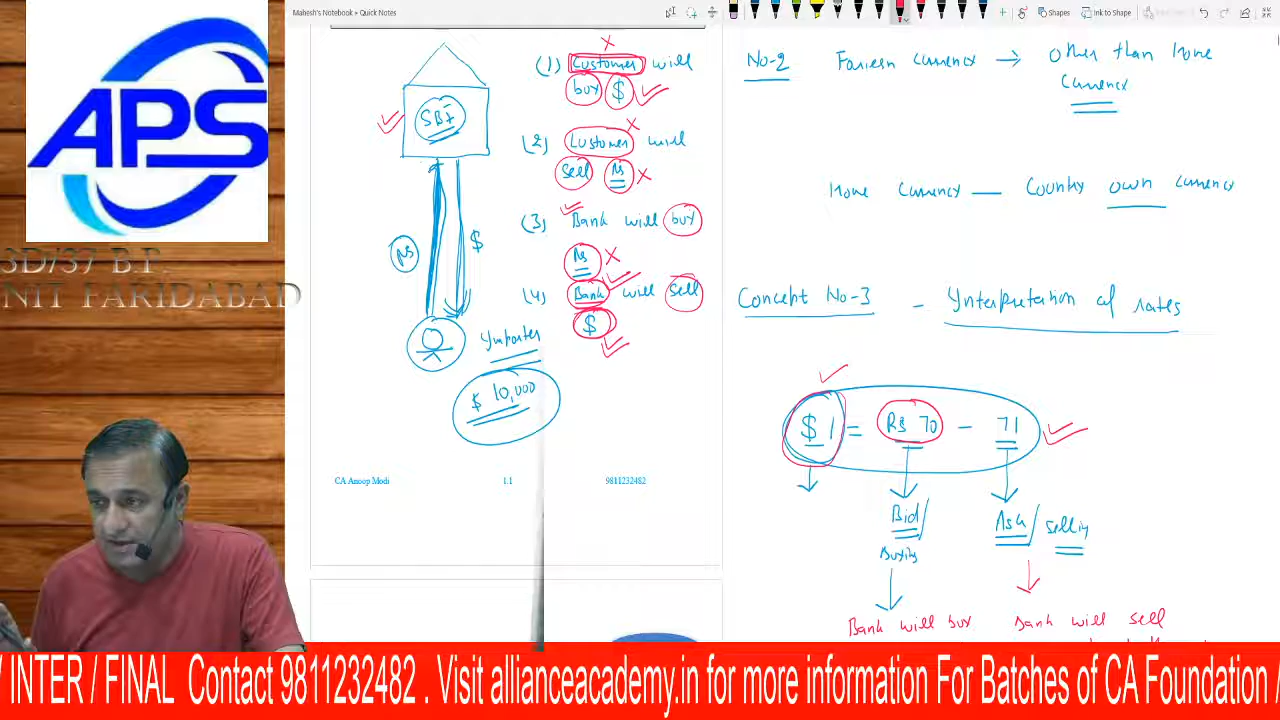 Mahesh's Notebook + Quick Notes
Shapes
Ink to Shape
APS
3D/37 B.P.
NIT FARIDABAD
SBI
Rs
$
Importer
$ 10,000
(1) Customer will
buy $
(2) Customer will
sell Rs
(3) Bank will buy
Rs
(4) Bank will sell
$
CA Anoop Modi
1.1
9811232482
No-2 Foriegn currency → other than Home
Currency
Home Currency — Country own currency
Concept No-3 - Interpretation of rates
$ 1 = Rs 70 - 71
Bid/
Buying
Ask/ selling
Bank will buy
Bank will sell
/ INTER / FINAL Contact 9811232482 . Visit allianceacademy.in for more information For Batches of CA Foundation /